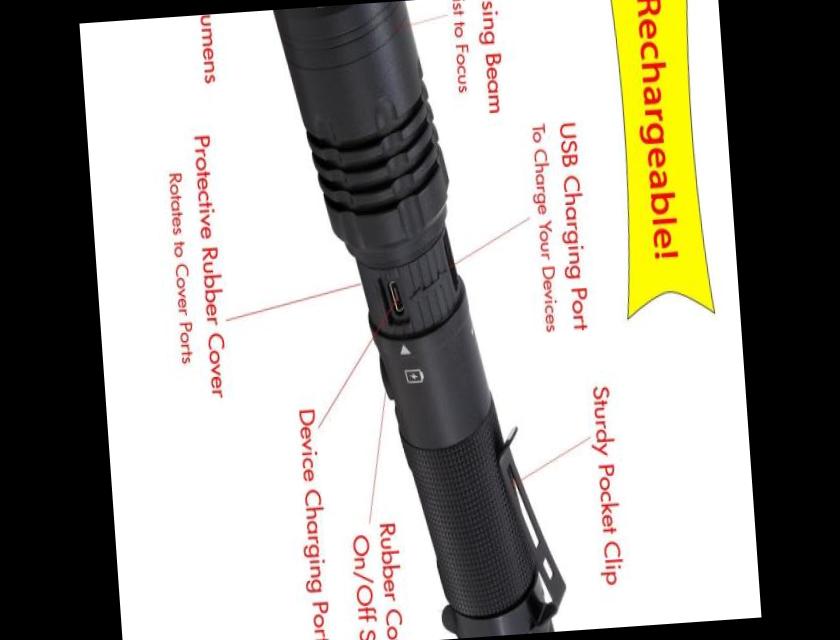 Rechargeable!
sing Beam
st to Focus
USB Charging Port
To Charge Your Devices
Sturdy Pocket Clip
umens
Protective Rubber Cover
Rotates to Cover Ports
Device Charging Port
Rubber Co
On/Off S